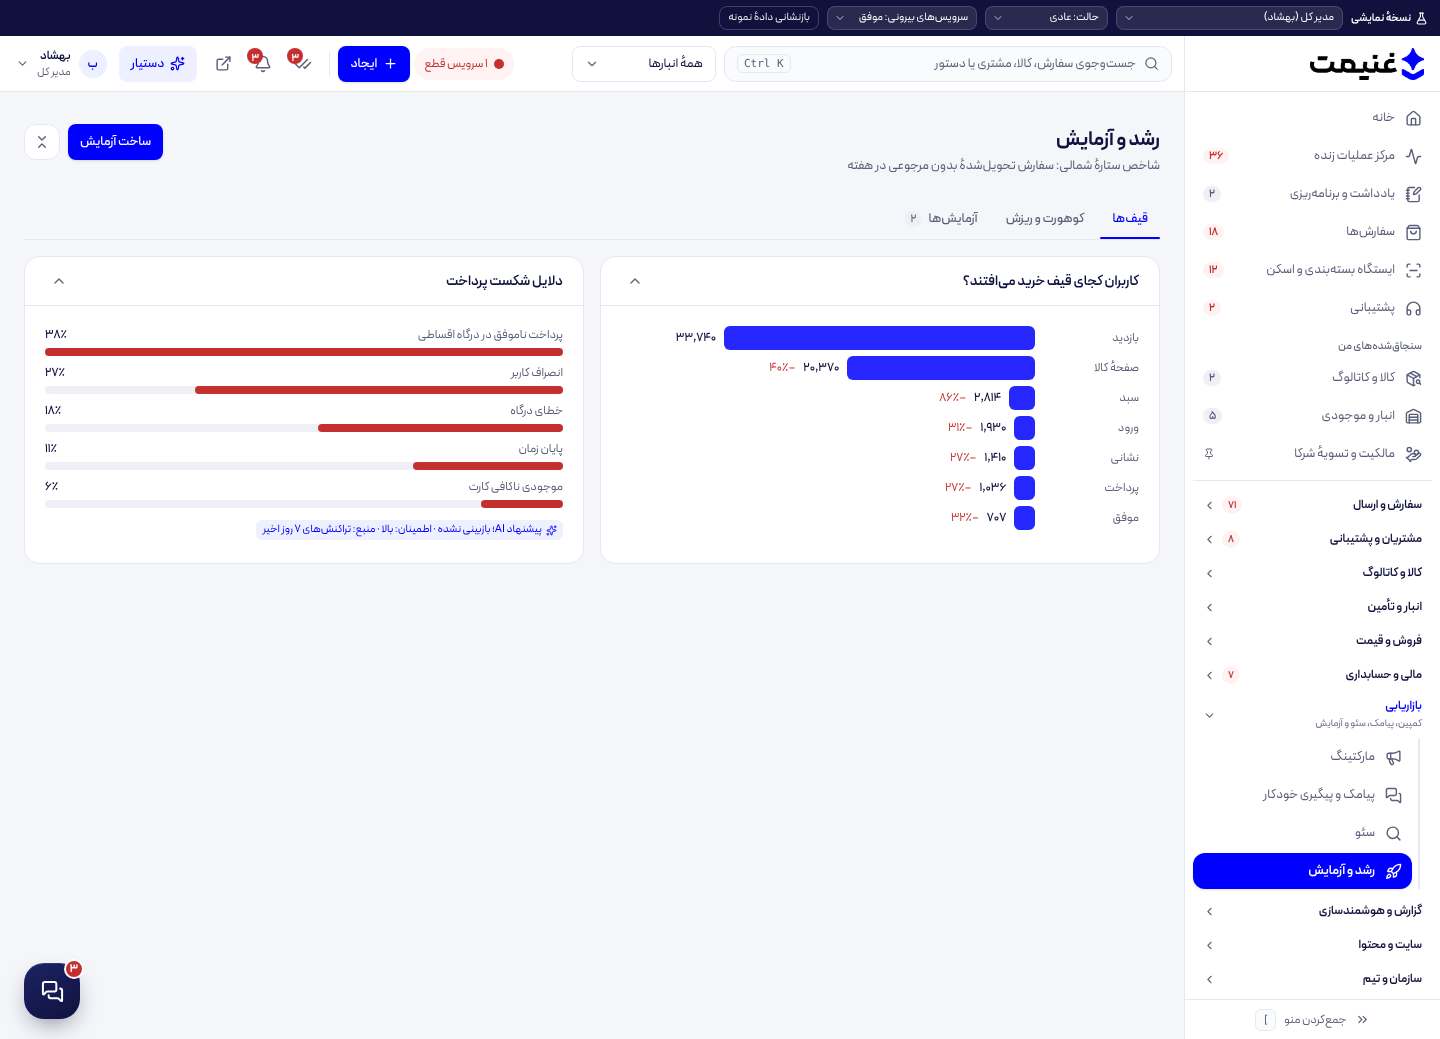 نسخهٔ نمایشی
مدیر کل (بهشاد)
حالت: عادی
سرویس‌های بیرونی: موفق
بازنشانی دادهٔ نمونه
غنیمت
جست‌وجوی سفارش، کالا، مشتری یا دستور
Ctrl K
همهٔ انبارها
۱ سرویس قطع
ایجاد
۳
۳
دستیار
ب
بهشاد
مدیر کل
خانه
مرکز عملیات زنده ۳۶
یادداشت و برنامه‌ریزی ۲
سفارش‌ها ۱۸
ایستگاه بسته‌بندی و اسکن ۱۲
پشتیبانی ۲
سنجاق‌شده‌های من
کالا و کاتالوگ ۲
انبار و موجودی ۵
مالکیت و تسویهٔ شرکا
سفارش و ارسال ۷۱
مشتریان و پشتیبانی ۸
کالا و کاتالوگ
انبار و تأمین
فروش و قیمت
مالی و حسابداری ۷
بازاریابی
کمپین، پیامک، سئو و آزمایش
مارکتینگ
پیامک و پیگیری خودکار
سئو
رشد و آزمایش
گزارش و هوشمندسازی
سایت و محتوا
سازمان و تیم
جمع‌کردن منو [
رشد و آزمایش
شاخص ستارهٔ شمالی: سفارش تحویل‌شدهٔ بدون مرجوعی در هفته
ساخت آزمایش
قیف‌ها
کوهورت و ریزش
آزمایش‌ها ۲
کاربران کجای قیف خرید می‌افتند؟
بازدید ۳۳,۷۴۰
صفحهٔ کالا ۲۰,۳۷۰ −۴۰٪
سبد ۲,۸۱۴ −۸۶٪
ورود ۱,۹۳۰ −۳۱٪
نشانی ۱,۴۱۰ −۲۷٪
پرداخت ۱,۰۳۶ −۲۷٪
موفق ۷۰۷ −۳۲٪
دلایل شکست پرداخت
پرداخت ناموفق در درگاه اقساطی ۳۸٪
انصراف کاربر ۲۷٪
خطای درگاه ۱۸٪
پایان زمان ۱۱٪
موجودی ناکافی کارت ۶٪
پیشنهاد AI؛ بازبینی نشده · اطمینان: بالا · منبع: تراکنش‌های ۷ روز اخیر
۳